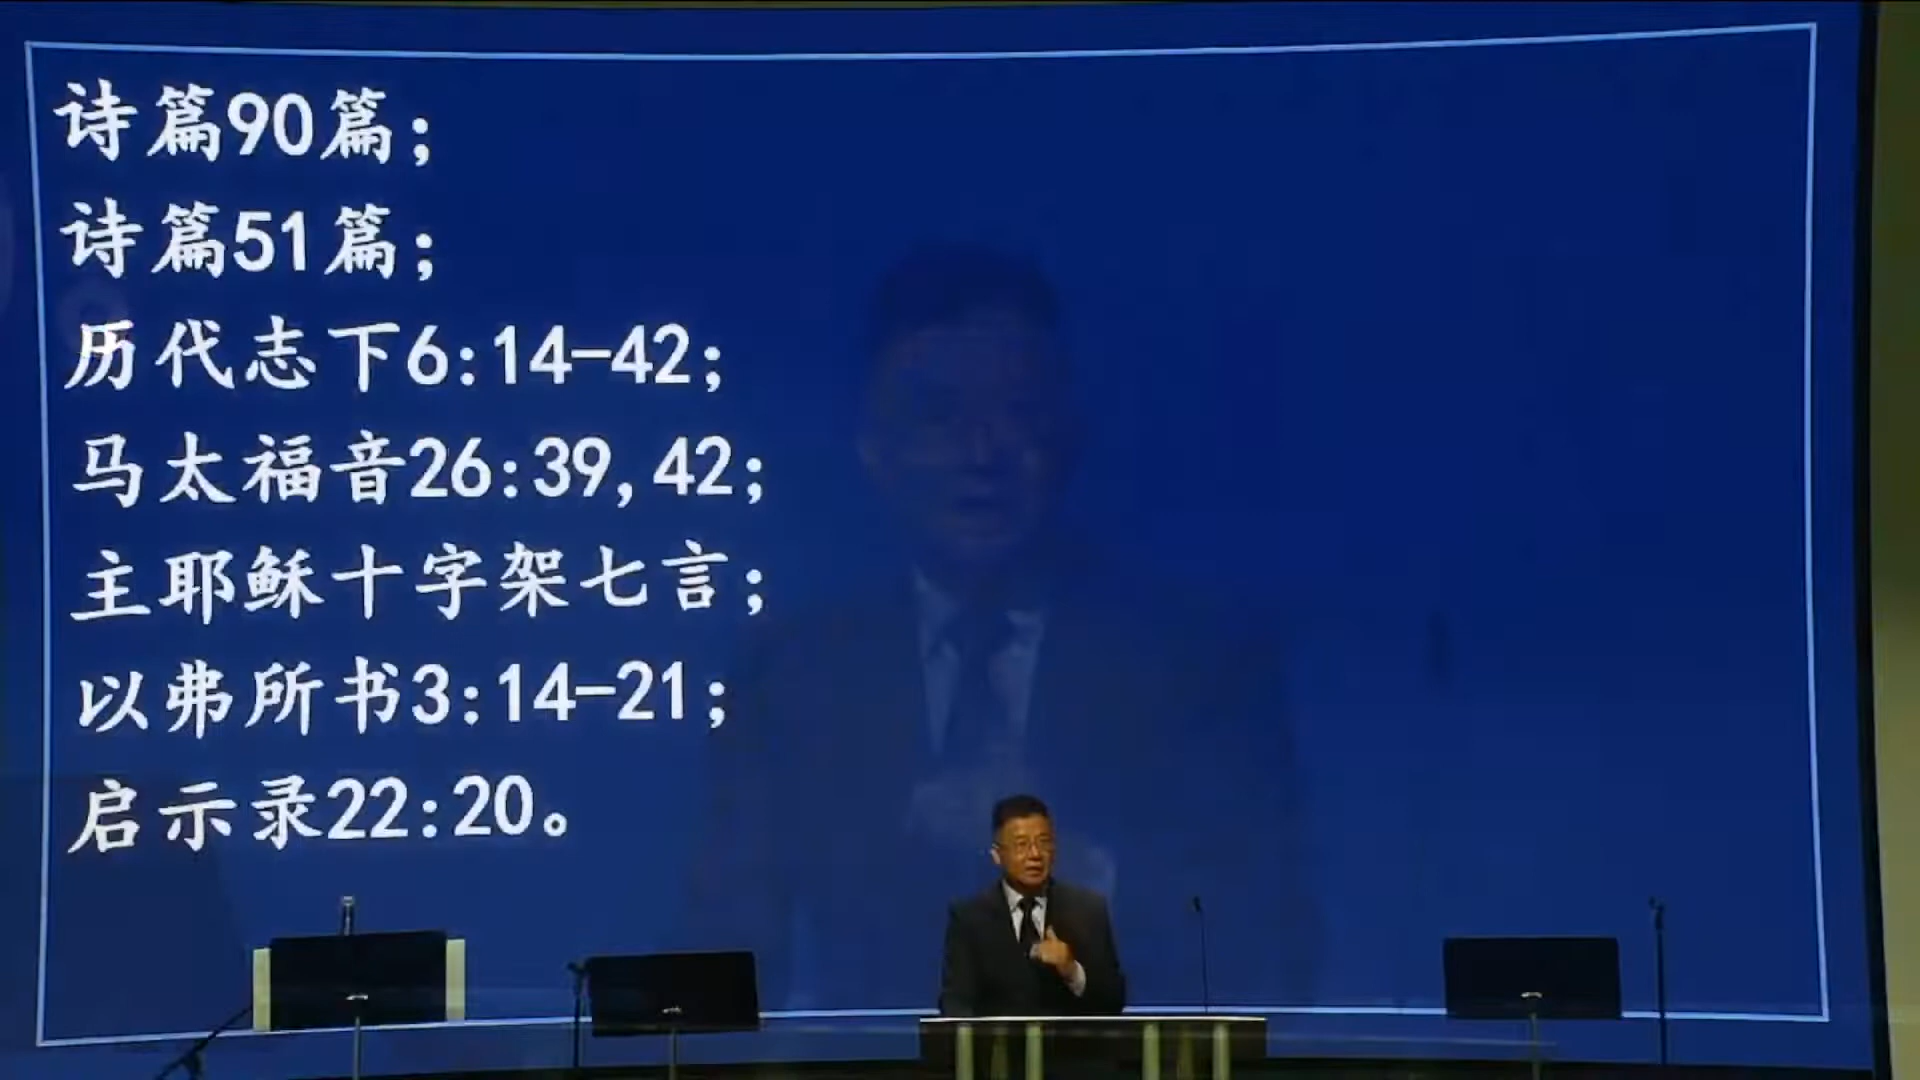 诗篇90篇;
诗篇51篇;
历代志下6:14-42;
马太福音26:39,42;
主耶稣十字架七言;
以弗所书3:14-21;
启示录22:20。